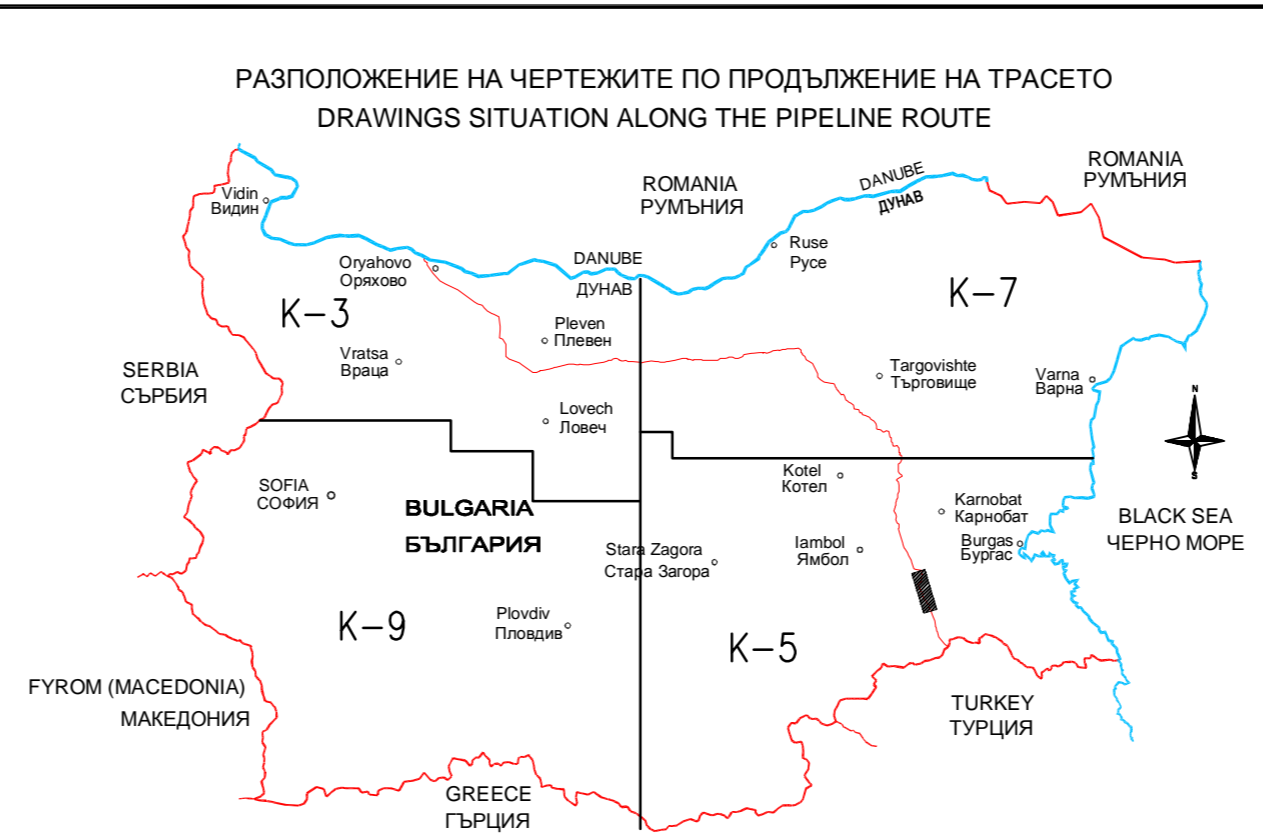 РАЗПОЛОЖЕНИЕ НА ЧЕРТЕЖИТЕ ПО ПРОДЪЛЖЕНИЕ НА ТРАСЕТО
DRAWINGS SITUATION ALONG THE PIPELINE ROUTE
ROMANIA
РУМЪНИЯ
DANUBE
ДУНАВ
ROMANIA
РУМЪНИЯ
Vidin
Видин
Oryahovo
Оряхово
DANUBE
ДУНАВ
Ruse
Русе
K-3
K-7
Pleven
Плевен
Vratsa
Враца
SERBIA
СЪРБИЯ
Targovishte
Търговище
Varna
Варна
Lovech
Ловеч
N
S
SOFIA
СОФИЯ
BULGARIA
БЪЛГАРИЯ
Kotel
Котел
Karnobat
Карнобат
Burgas
Бургас
BLACK SEA
ЧЕРНО МОРЕ
Stara Zagora
Стара Загора
Iambol
Ямбол
K-9
Plovdiv
Пловдив
K-5
FYROM (MACEDONIA)
МАКЕДОНИЯ
TURKEY
ТУРЦИЯ
GREECE
ГЪРЦИЯ